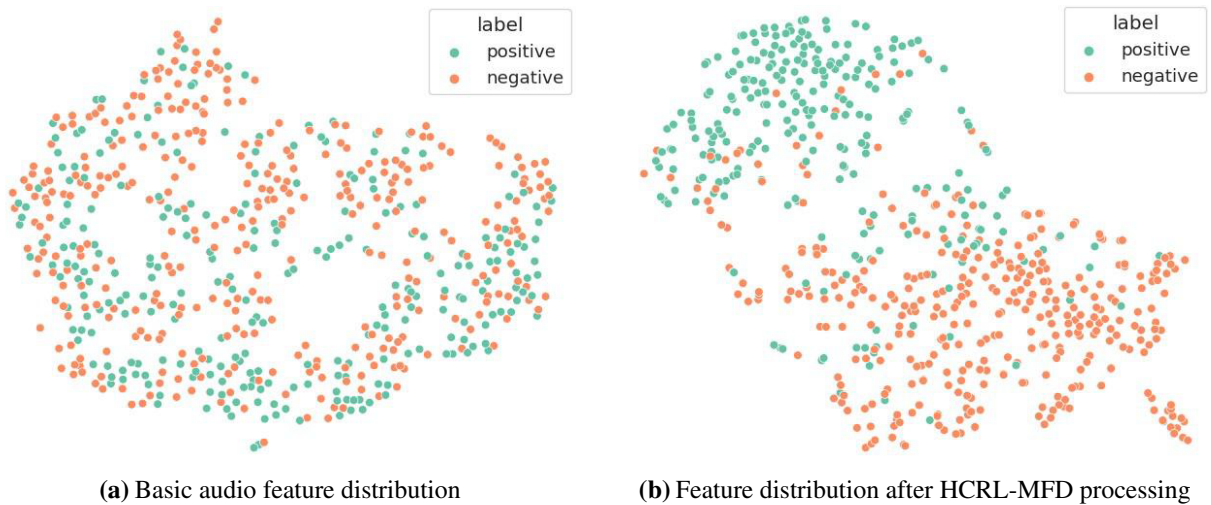 label
positive
negative
label
positive
negative
(a) Basic audio feature distribution
(b) Feature distribution after HCRL-MFD processing